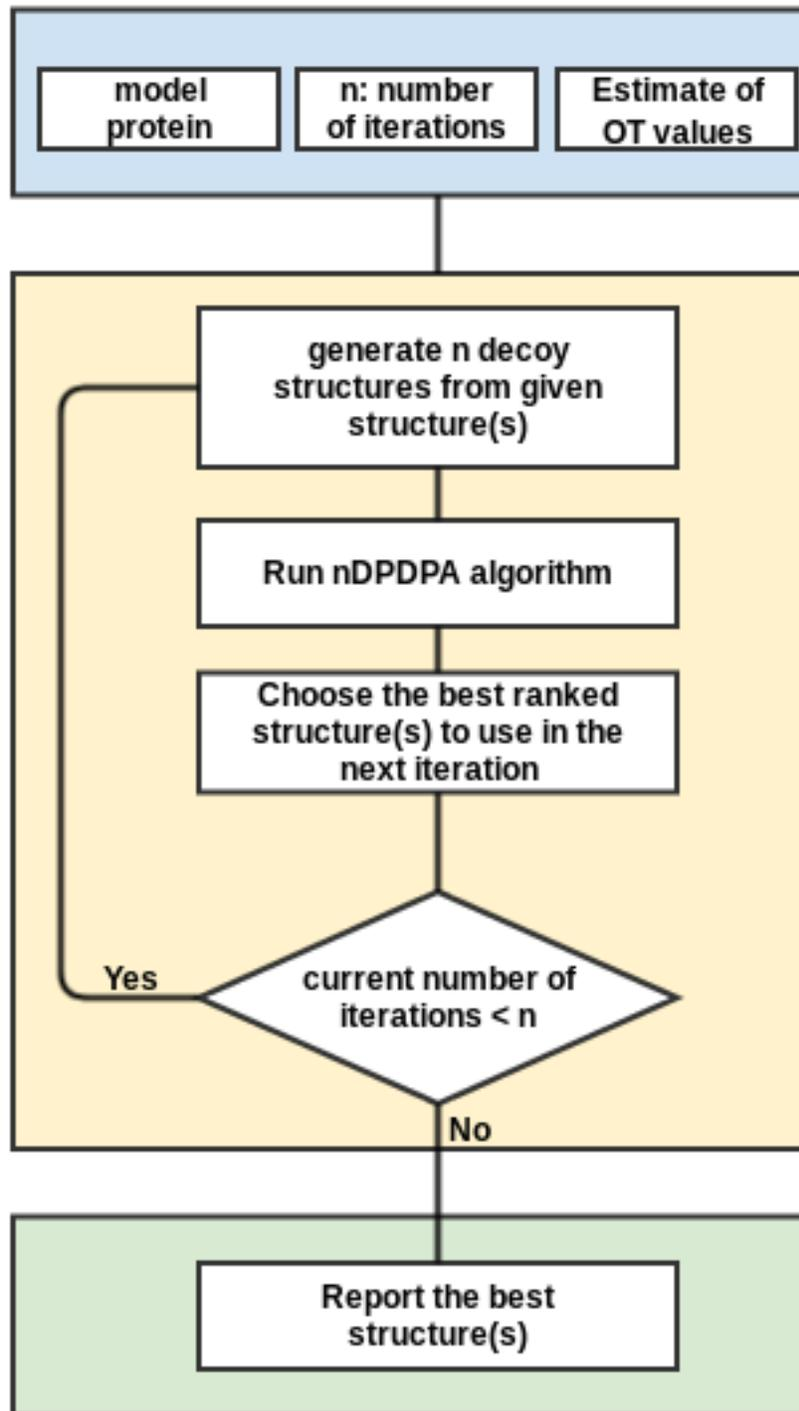 model
protein
n: number
of iterations
Estimate of
OT values
generate n decoy
structures from given
structure(s)
Run nDPDPA algorithm
Choose the best ranked
structure(s) to use in the
next iteration
current number of
iterations < n
Yes
No
Report the best
structure(s)